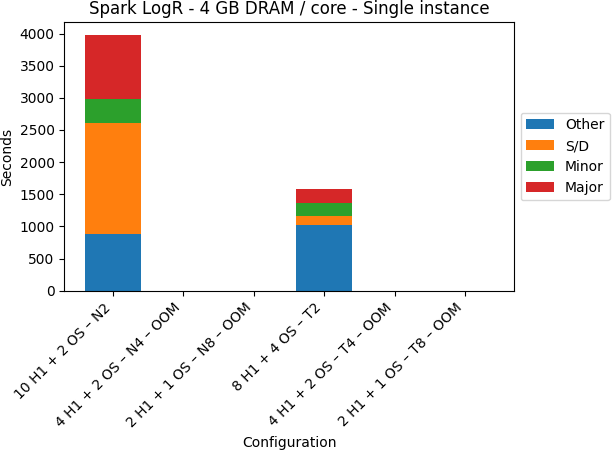 Spark LogR - 4 GB DRAM / core - Single instance
Seconds
4000
3500
3000
2500
2000
1500
1000
500
0
Other
S/D
Minor
Major
10 H1 + 2 OS – N2
4 H1 + 2 OS – N4 – OOM
2 H1 + 1 OS – N8 – OOM
8 H1 + 4 OS – T2
4 H1 + 2 OS – T4 – OOM
2 H1 + 1 OS – T8 – OOM
Configuration